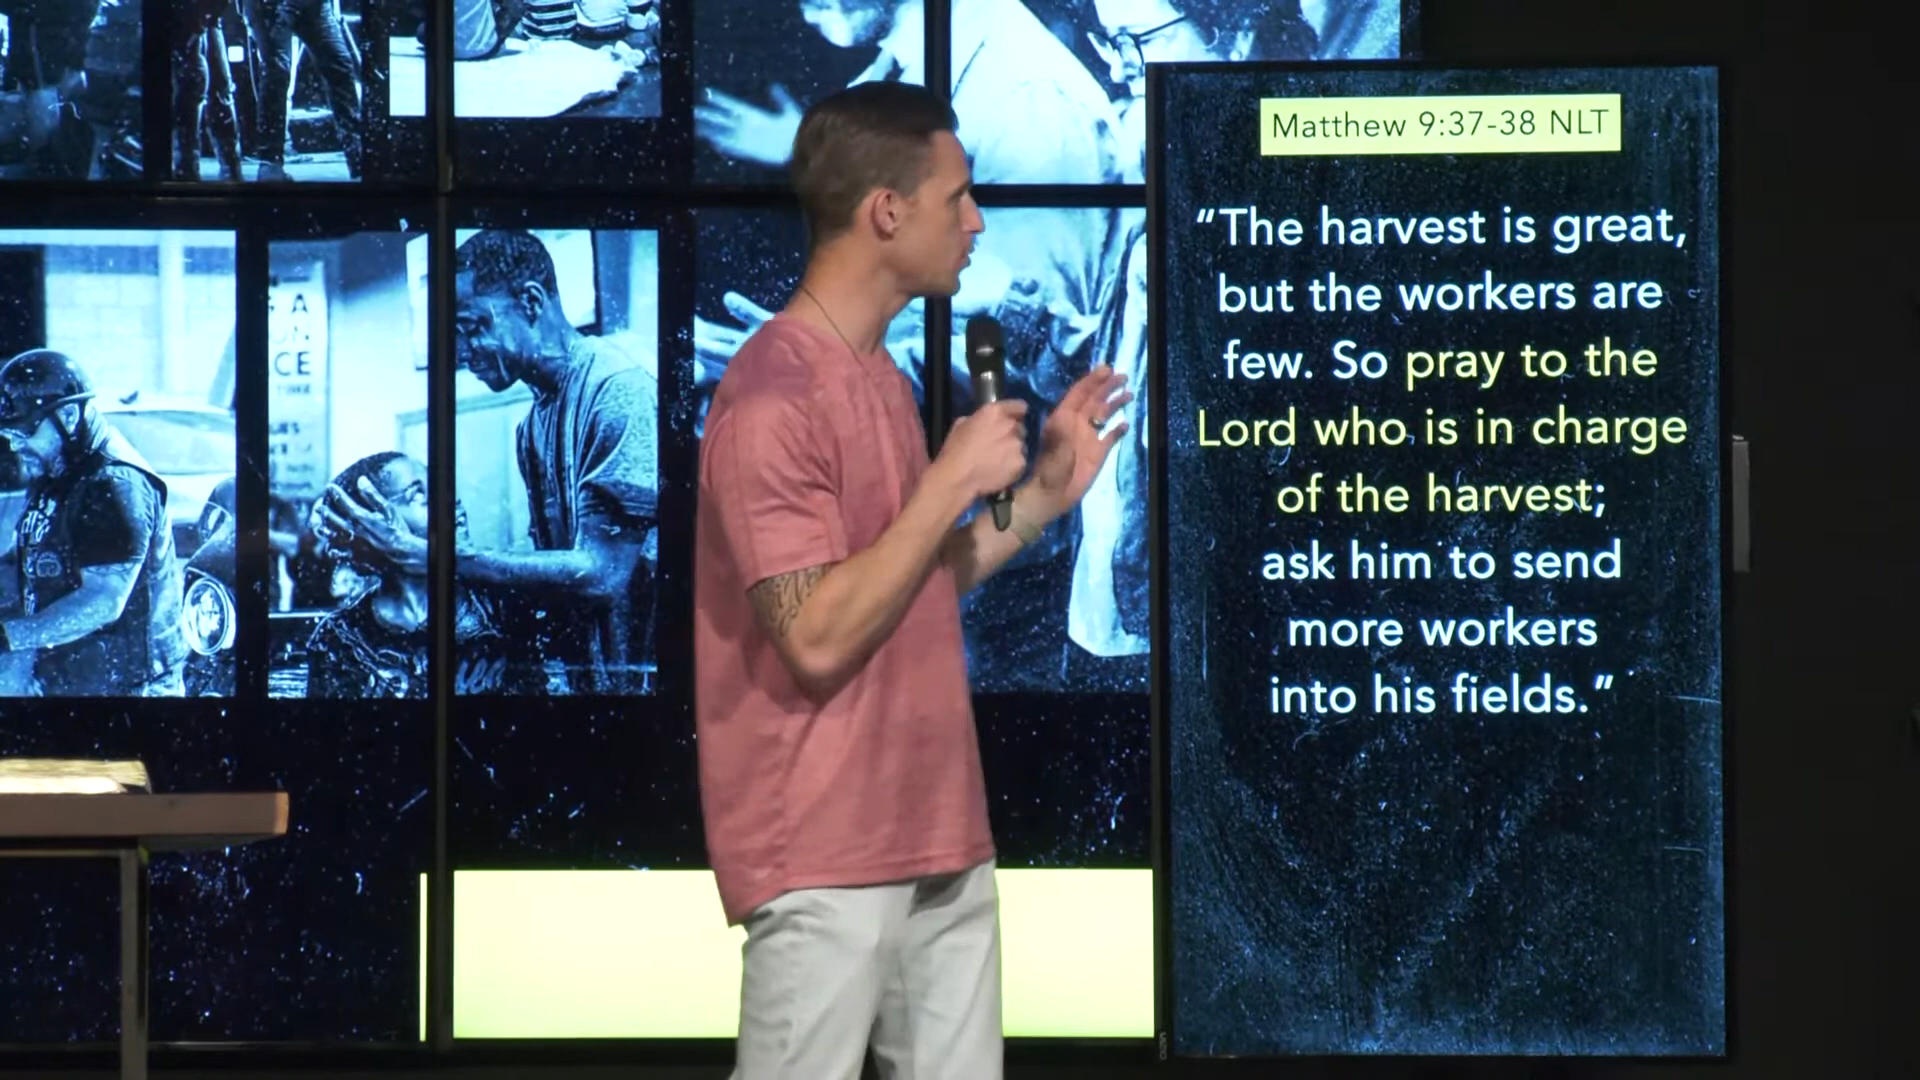 Matthew 9:37-38 NLT
“The harvest is great,
but the workers are
few. So pray to the
Lord who is in charge
of the harvest;
ask him to send
more workers
into his fields.”
A
CE